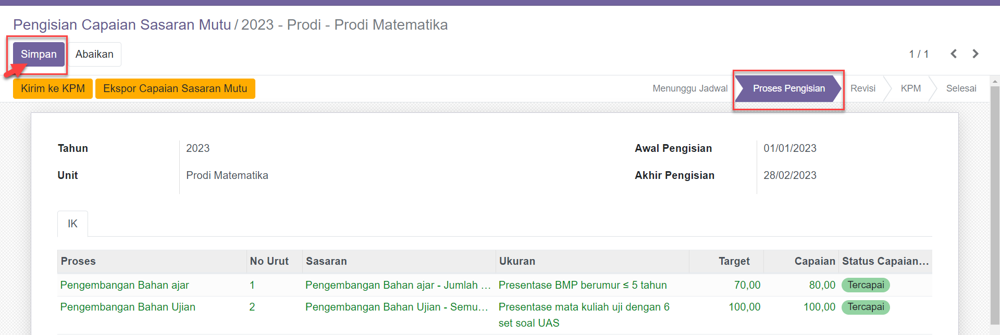 Pengisian Capaian Sasaran Mutu / 2023 - Prodi - Prodi Matematika
Simpan Abaikan 1 / 1
Kirim ke KPM Ekspor Capaian Sasaran Mutu Menunggu Jadwal Proses Pengisian Revisi KPM Selesai
Tahun 2023 Awal Pengisian 01/01/2023
Unit Prodi Matematika Akhir Pengisian 28/02/2023
IK
Proses No Urut Sasaran Ukuran Target Capaian Status Capaian...
Pengembangan Bahan ajar 1 Pengembangan Bahan ajar - Jumlah ... Presentase BMP berumur ≤ 5 tahun 70,00 80,00 Tercapai
Pengembangan Bahan Ujian 2 Pengembangan Bahan Ujian - Semu... Presentase mata kuliah uji dengan 6 100,00 100,00 Tercapai
set soal UAS